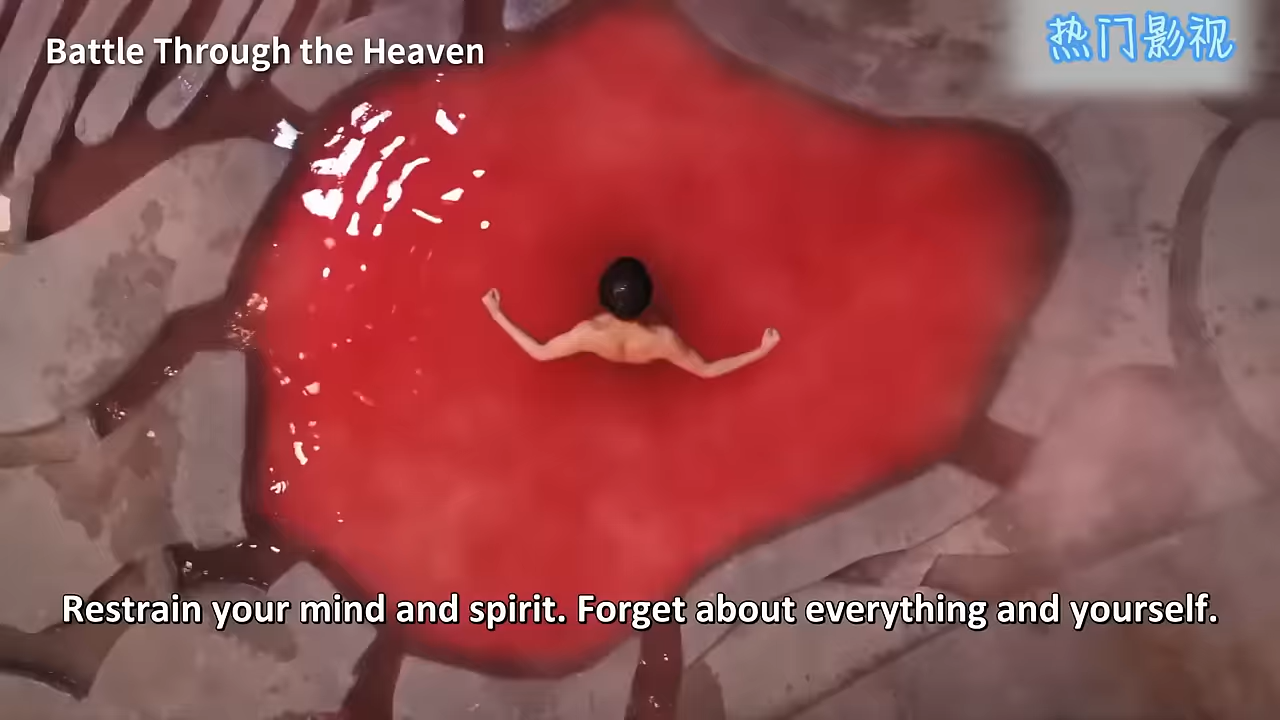 Battle Through the Heaven
热门影视
Restrain your mind and spirit. Forget about everything and yourself.